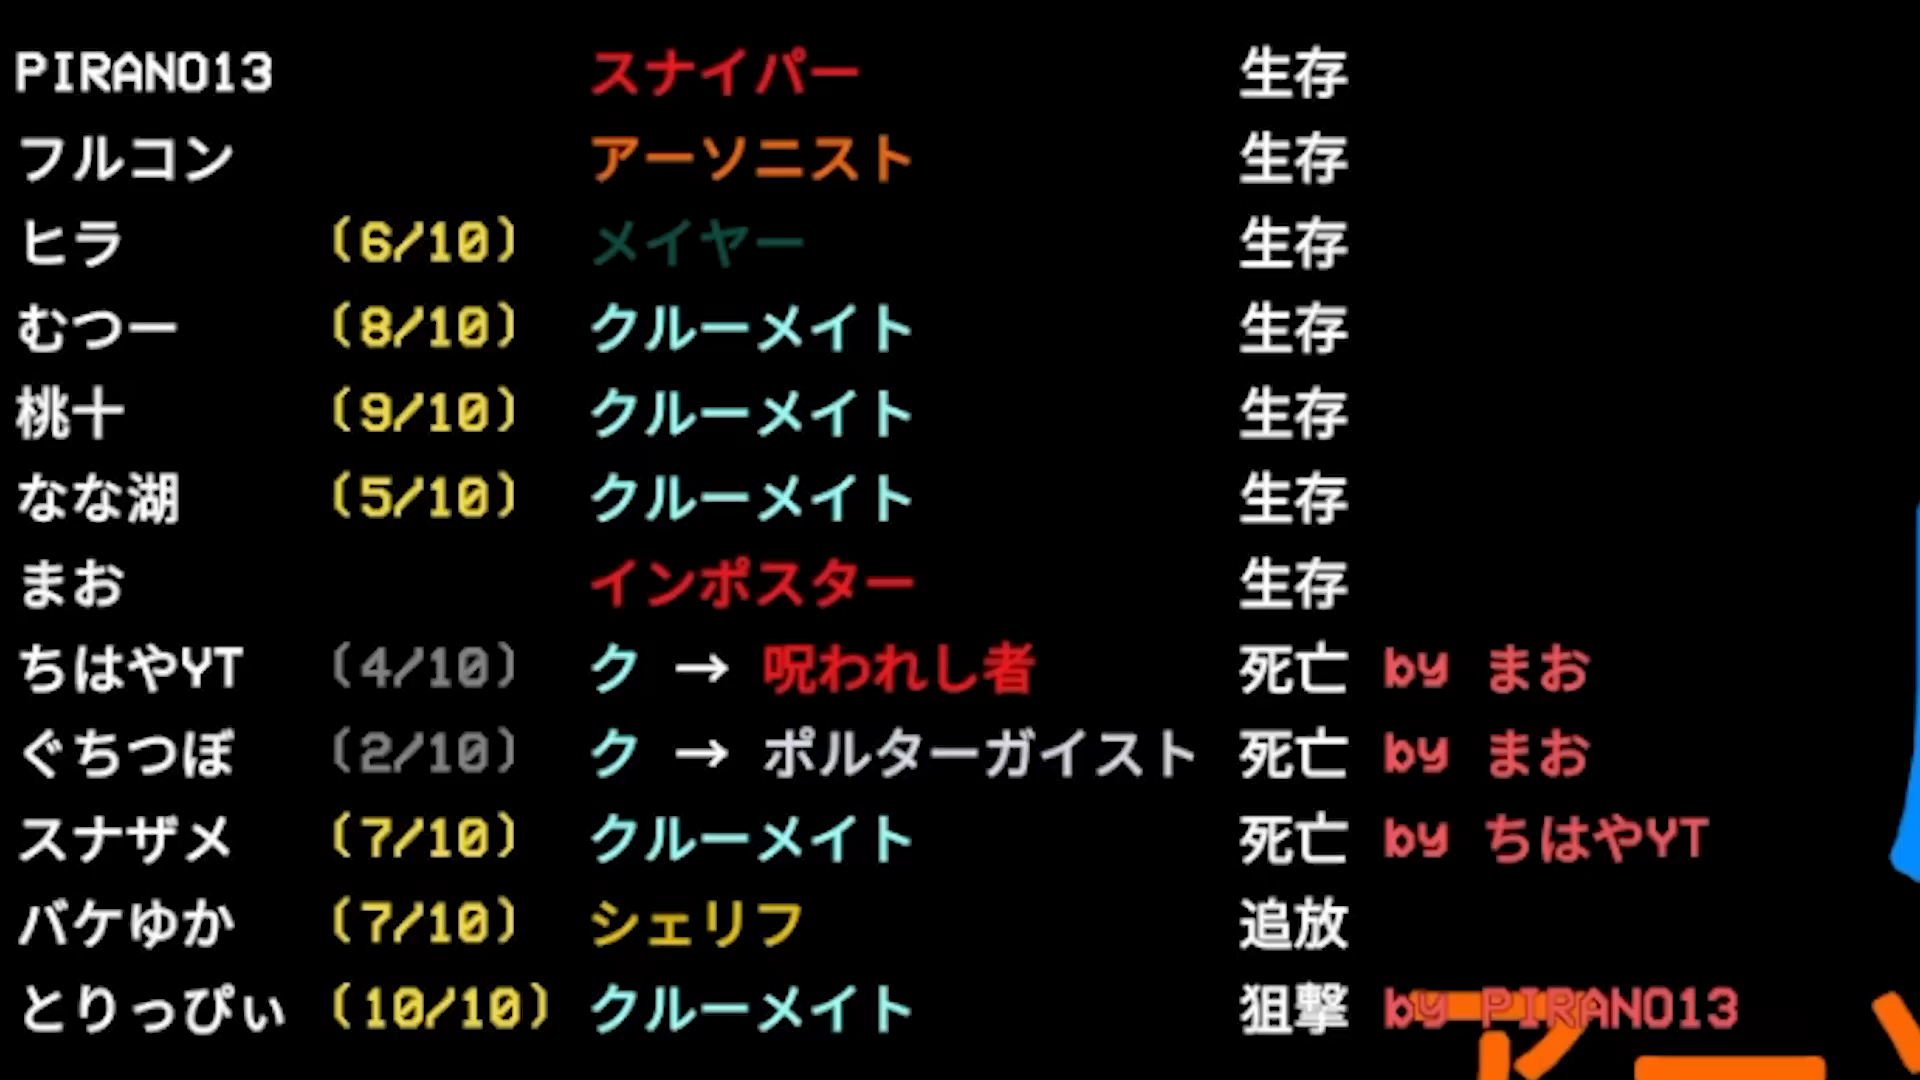 PIRANO13 スナイパー 生存
フルコン アーソニスト 生存
ヒラ (6/10) メイヤー 生存
むつー (8/10) クルーメイト 生存
桃十 (9/10) クルーメイト 生存
なな湖 (5/10) クルーメイト 生存
まお インポスター 生存
ちはやYT (4/10) ク → 呪われし者 死亡 by まお
ぐちつぼ (2/10) ク → ポルターガイスト 死亡 by まお
スナザメ (7/10) クルーメイト 死亡 by ちはやYT
バケゆか (7/10) シェリフ 追放
とりっぴぃ (10/10) クルーメイト 狙撃 by PIRANO13